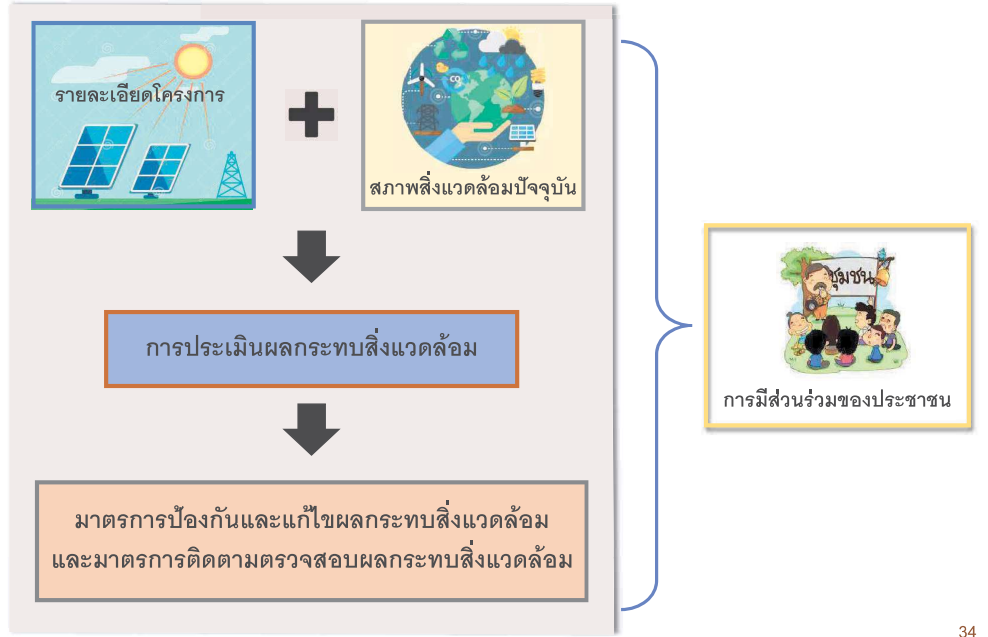 รายละเอียดโครงการ
สภาพสิ่งแวดล้อมปัจจุบัน
การประเมินผลกระทบสิ่งแวดล้อม
มาตรการป้องกันและแก้ไขผลกระทบสิ่งแวดล้อม
และมาตรการติดตามตรวจสอบผลกระทบสิ่งแวดล้อม
ชุมชน
การมีส่วนร่วมของประชาชน
34